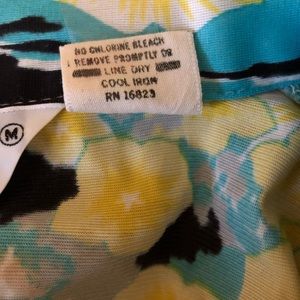 NO CHLORINE BLEACH
REMOVE PROMPTLY OR
LINE DRY
COOL IRON
RN 16823
M